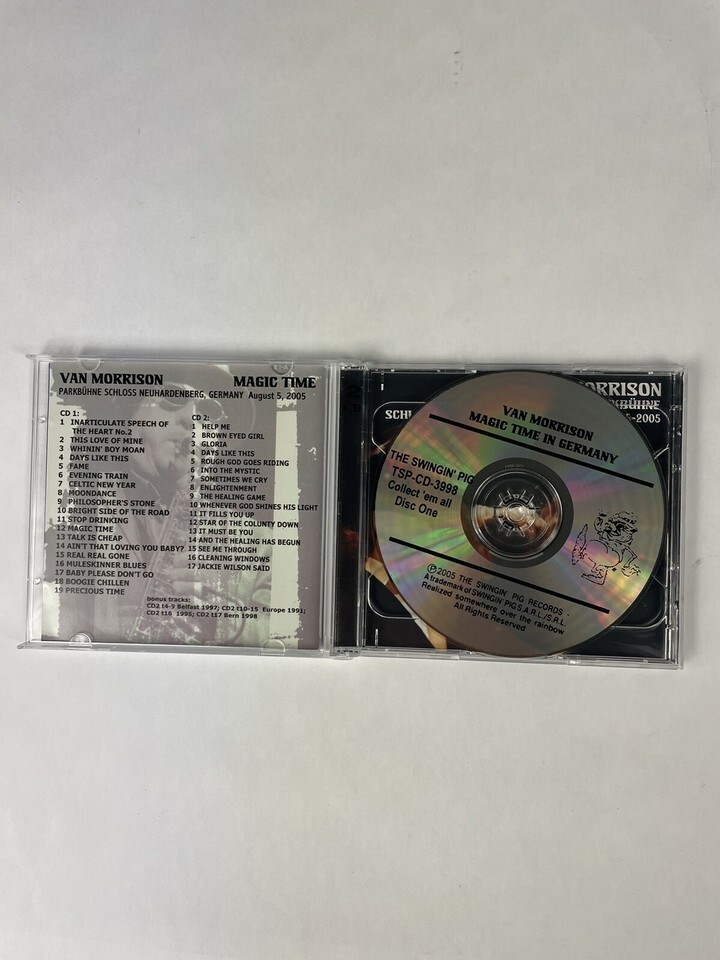 VAN MORRISON MAGIC TIME
PARKBÜHNE SCHLOSS NEUHARDENBERG, GERMANY August 5, 2005
CD 1:
1 INARTICULATE SPEECH OF
THE HEART No.2
2 THIS LOVE OF MINE
3 WHININ' BOY MOAN
4 DAYS LIKE THIS
5 FAME
6 EVENING TRAIN
7 CELTIC NEW YEAR
8 MOONDANCE
9 PHILOSOPHER'S STONE
10 BRIGHT SIDE OF THE ROAD
11 STOP DRINKING
12 MAGIC TIME
13 TALK IS CHEAP
14 AIN'T THAT LOVING YOU BABY?
15 REAL REAL GONE
16 MULESKINNER BLUES
17 BABY PLEASE DON'T GO
18 BOOGIE CHILLEN
19 PRECIOUS TIME
CD 2:
1 HELP ME
2 BROWN EYED GIRL
3 GLORIA
4 DAYS LIKE THIS
5 ROUGH GOD GOES RIDING
6 INTO THE MYSTIC
7 SOMETIMES WE CRY
8 ENLIGHTENMENT
9 THE HEALING GAME
10 WHENEVER GOD SHINES HIS LIGHT
11 IT FILLS YOU UP
12 STAR OF THE COLUNTY DOWN
13 IT MUST BE YOU
14 AND THE HEALING HAS BEGUN
15 SEE ME THROUGH
16 CLEANING WINDOWS
17 JACKIE WILSON SAID
bonus tracks:
CD2 t4-9 Belfast 1997; CD2 t10-15 Europe 1991;
CD2 t16 1995; CD2 t17 Bern 1998
VAN MORRISON
MAGIC TIME IN GERMANY
THE SWINGIN' PIG
TSP-CD-3998
Collect 'em all
Disc One
℗2005 THE SWINGIN' PIG RECORDS -
A trademark of SWINGIN' PIG S.A.R.L./S.R.L.
Realized somewhere over the rainbow
All Rights Reserved
ORRISON
KBÜHNE
SCHL
-2005